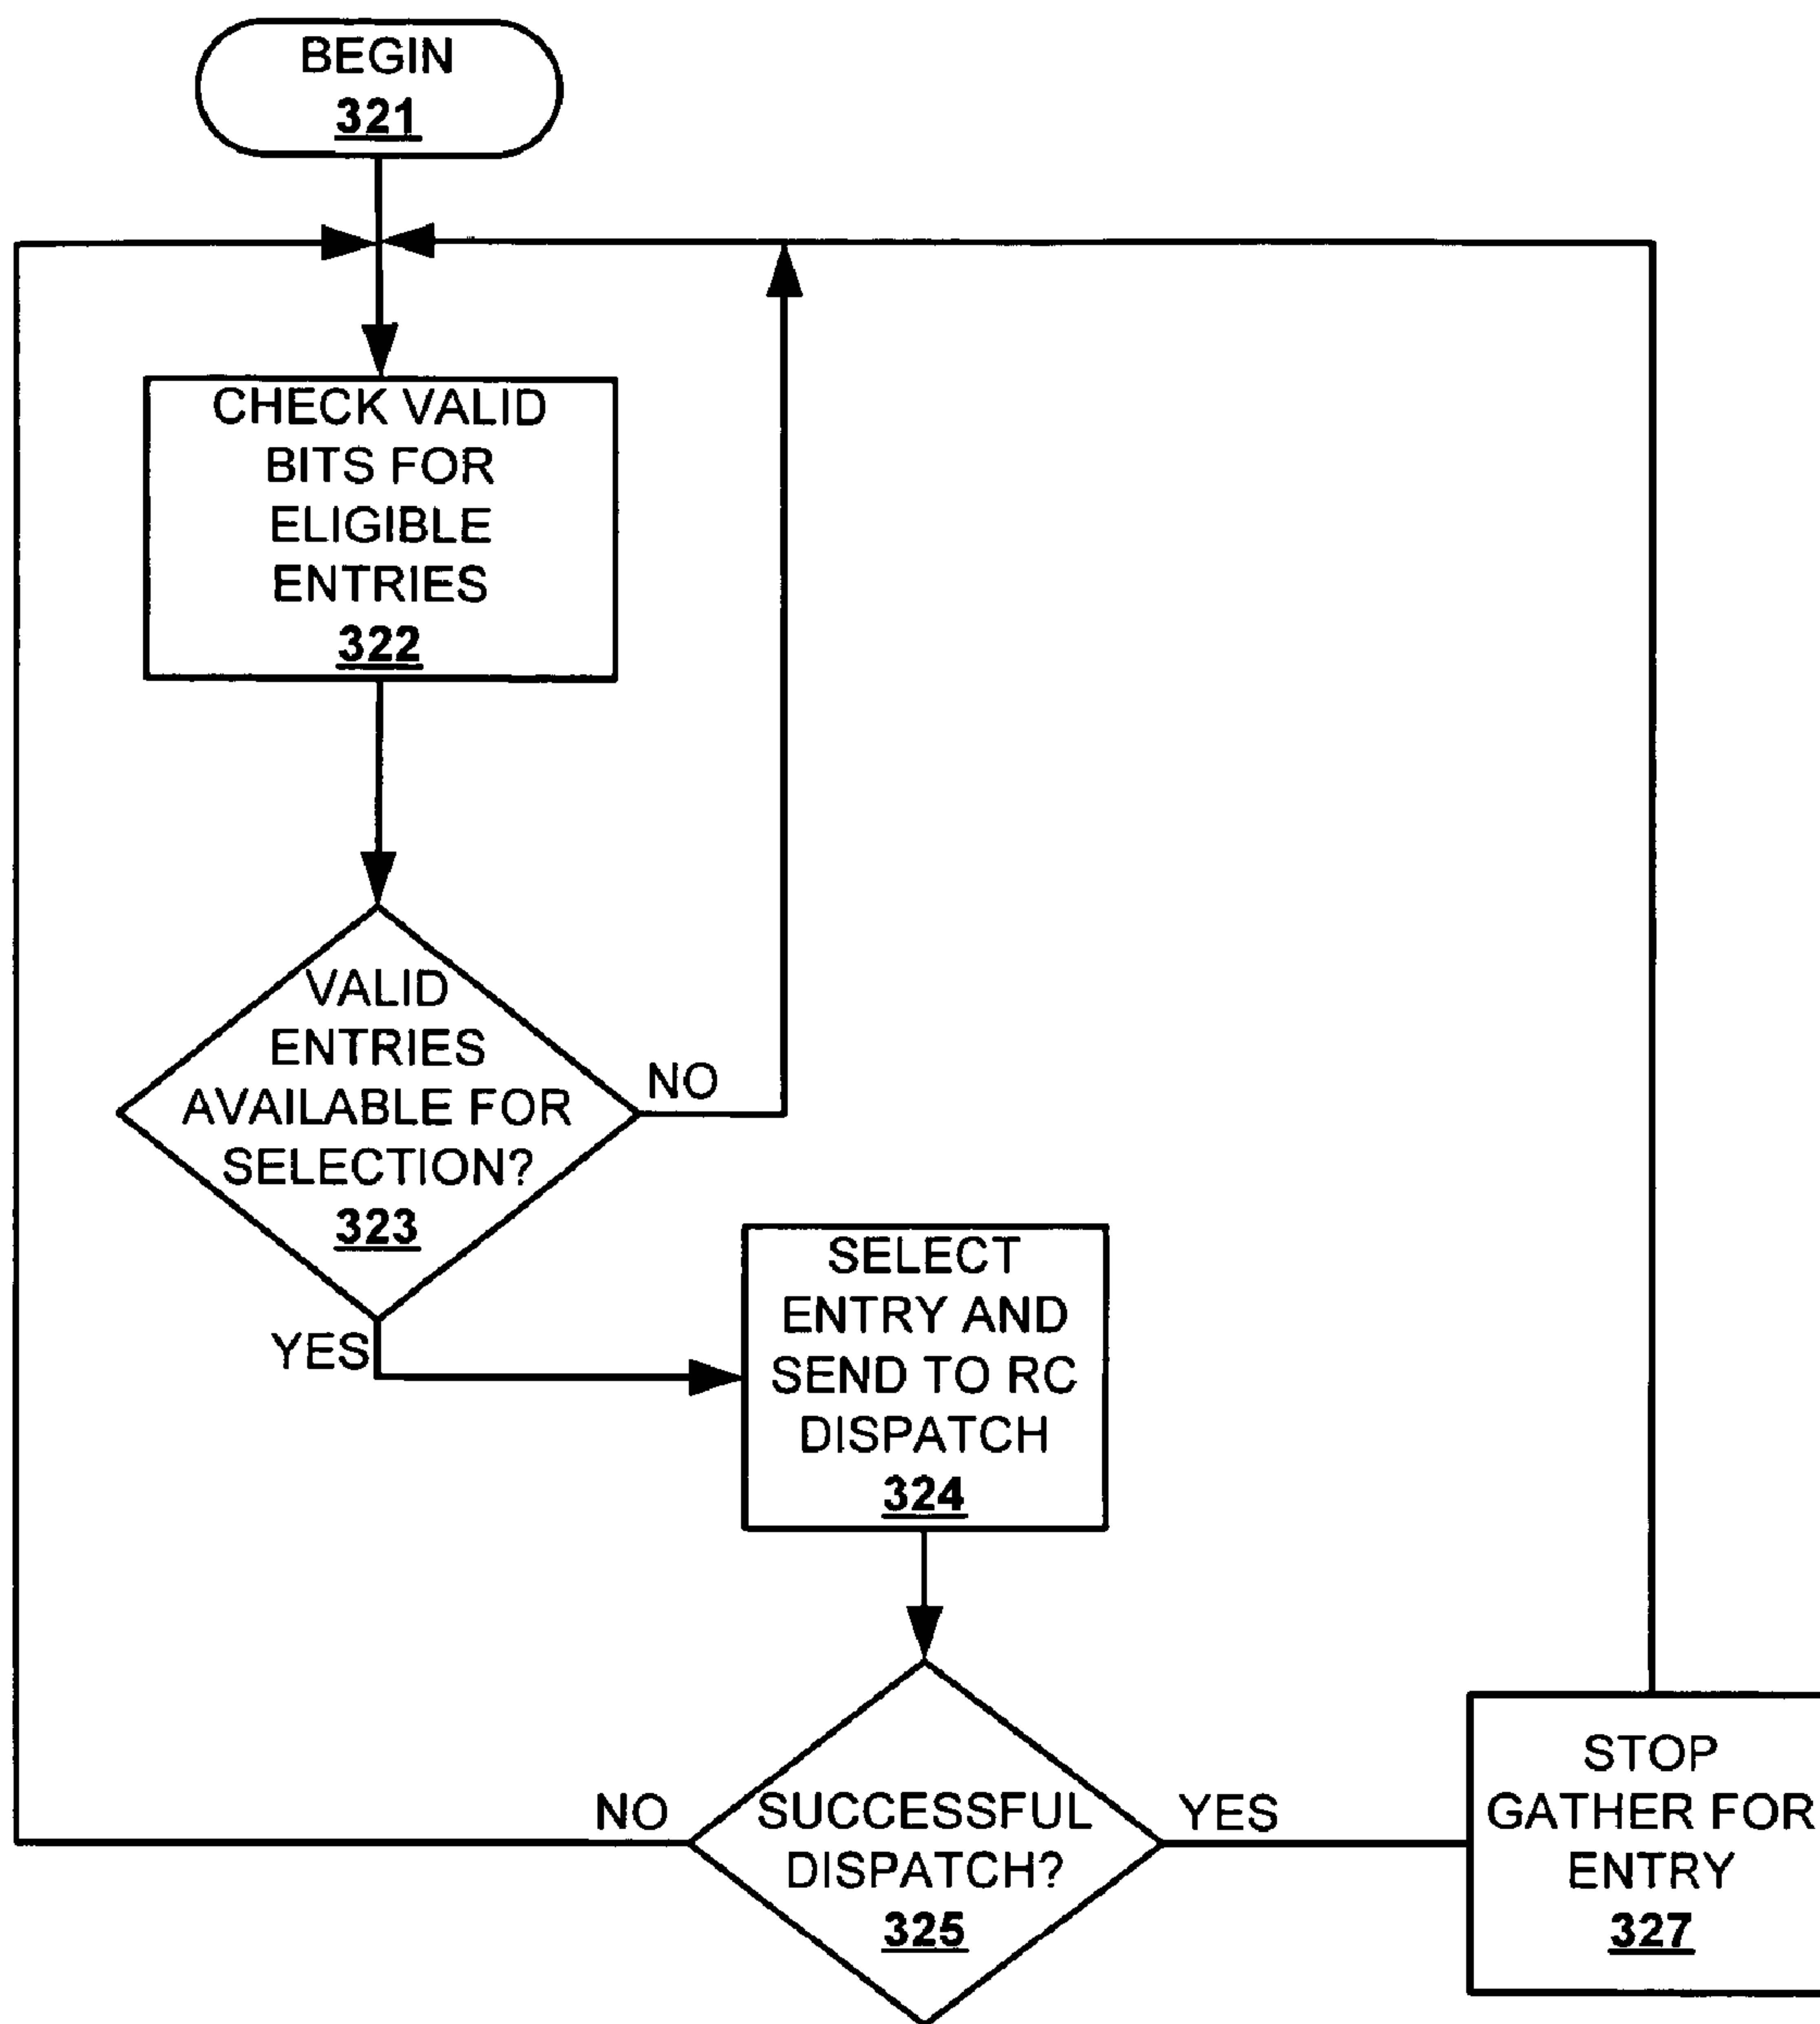 BEGIN
321
CHECK VALID
BITS FOR
ELIGIBLE
ENTRIES
322
VALID
ENTRIES
AVAILABLE FOR
SELECTION?
323
NO
YES
SELECT
ENTRY AND
SEND TO RC
DISPATCH
324
NO
SUCCESSFUL
DISPATCH?
325
YES
STOP
GATHER FOR
ENTRY
327